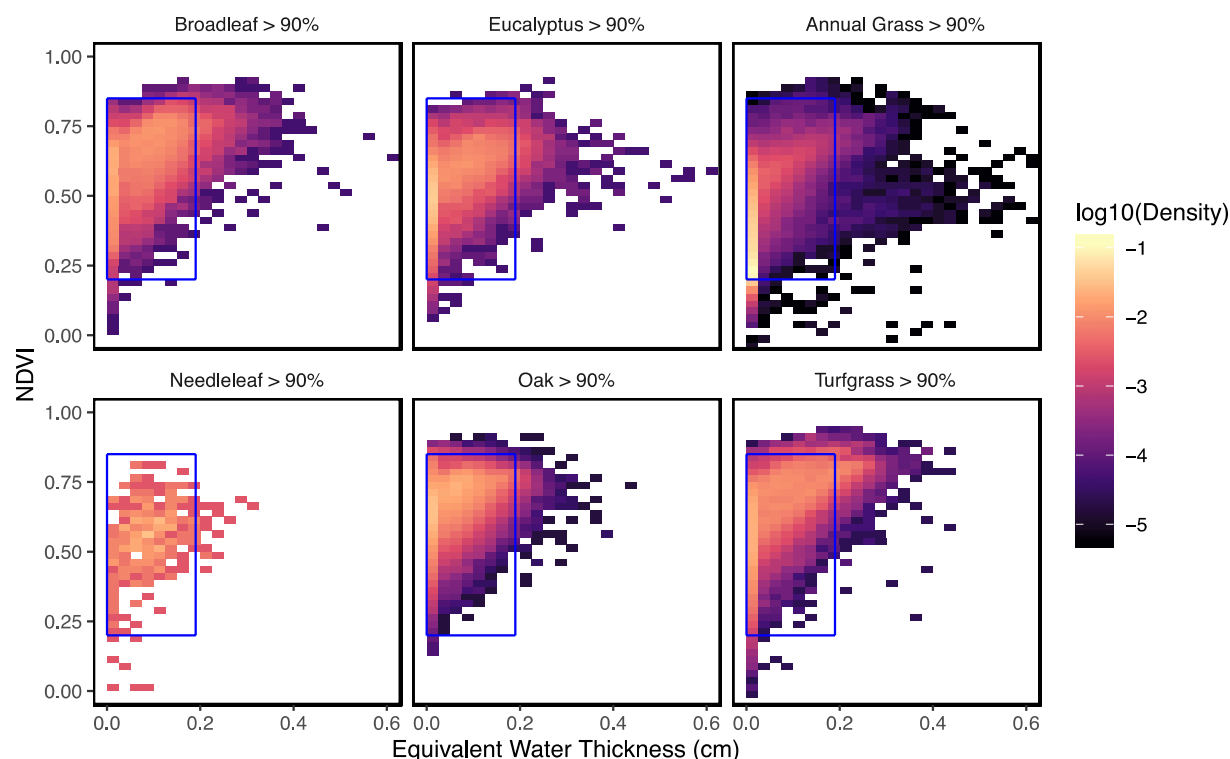 Broadleaf > 90%
Eucalyptus > 90%
Annual Grass > 90%
1.00
0.75
0.50
0.25
0.00
Needleleaf > 90%
Oak > 90%
Turfgrass > 90%
1.00
0.75
0.50
0.25
0.00
NDVI
0.0 0.2 0.4 0.6
0.0 0.2 0.4 0.6
0.0 0.2 0.4 0.6
Equivalent Water Thickness (cm)
log10(Density)
−1
−2
−3
−4
−5